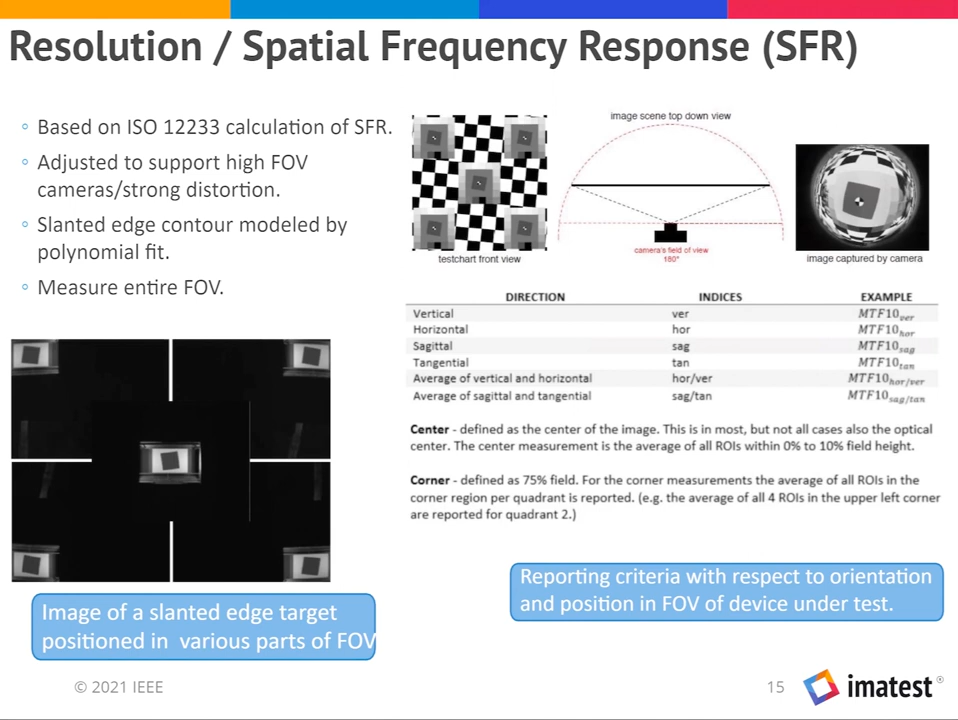 Resolution / Spatial Frequency Response (SFR)
◦ Based on ISO 12233 calculation of SFR.
◦ Adjusted to support high FOV
cameras/strong distortion.
◦ Slanted edge contour modeled by
polynomial fit.
◦ Measure entire FOV.
image scene top down view
testchart front view
camera's field of view
180°
image captured by camera
DIRECTION INDICES EXAMPLE
Vertical ver MTF10ver
Horizontal hor MTF10hor
Sagittal sag MTF10sag
Tangential tan MTF10tan
Average of vertical and horizontal hor/ver MTF10hor/ver
Average of sagittal and tangential sag/tan MTF10sag/tan
Center - defined as the center of the image. This is in most, but not all cases also the optical
center. The center measurement is the average of all ROIs within 0% to 10% field height.
Corner - defined as 75% field. For the corner measurements the average of all ROIs in the
corner region per quadrant is reported. (e.g. the average of all 4 ROIs in the upper left corner
are reported for quadrant 2.)
Image of a slanted edge target
positioned in various parts of FOV
Reporting criteria with respect to orientation
and position in FOV of device under test.
© 2021 IEEE
15
imatest®